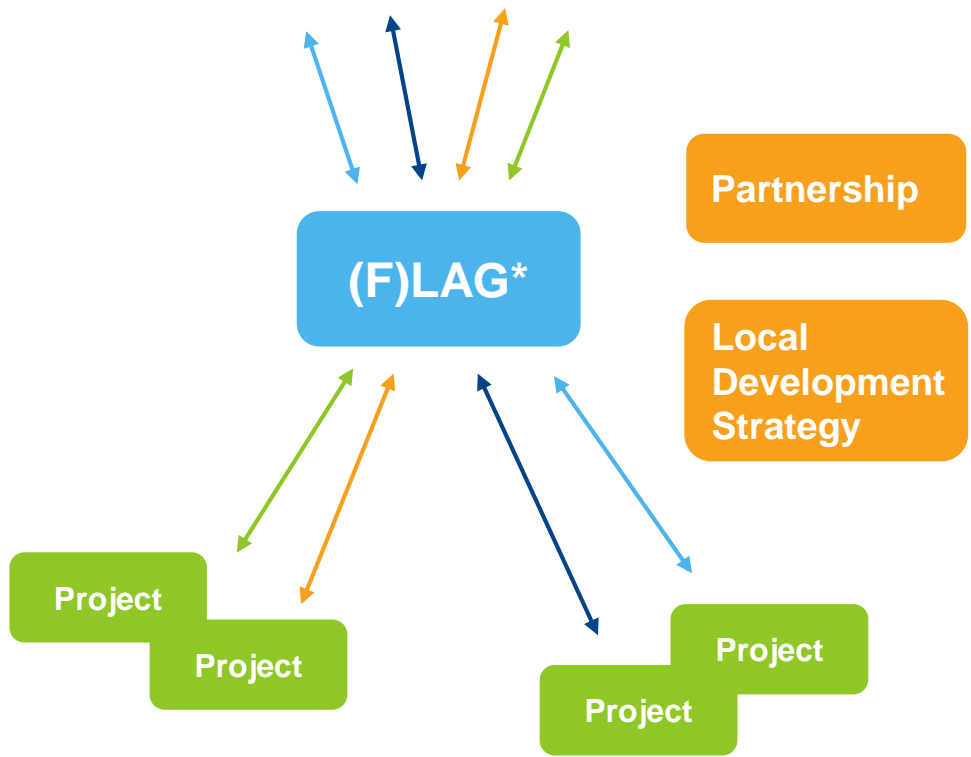 Partnership
(F)LAG*
Local
Development
Strategy
Project
Project
Project
Project